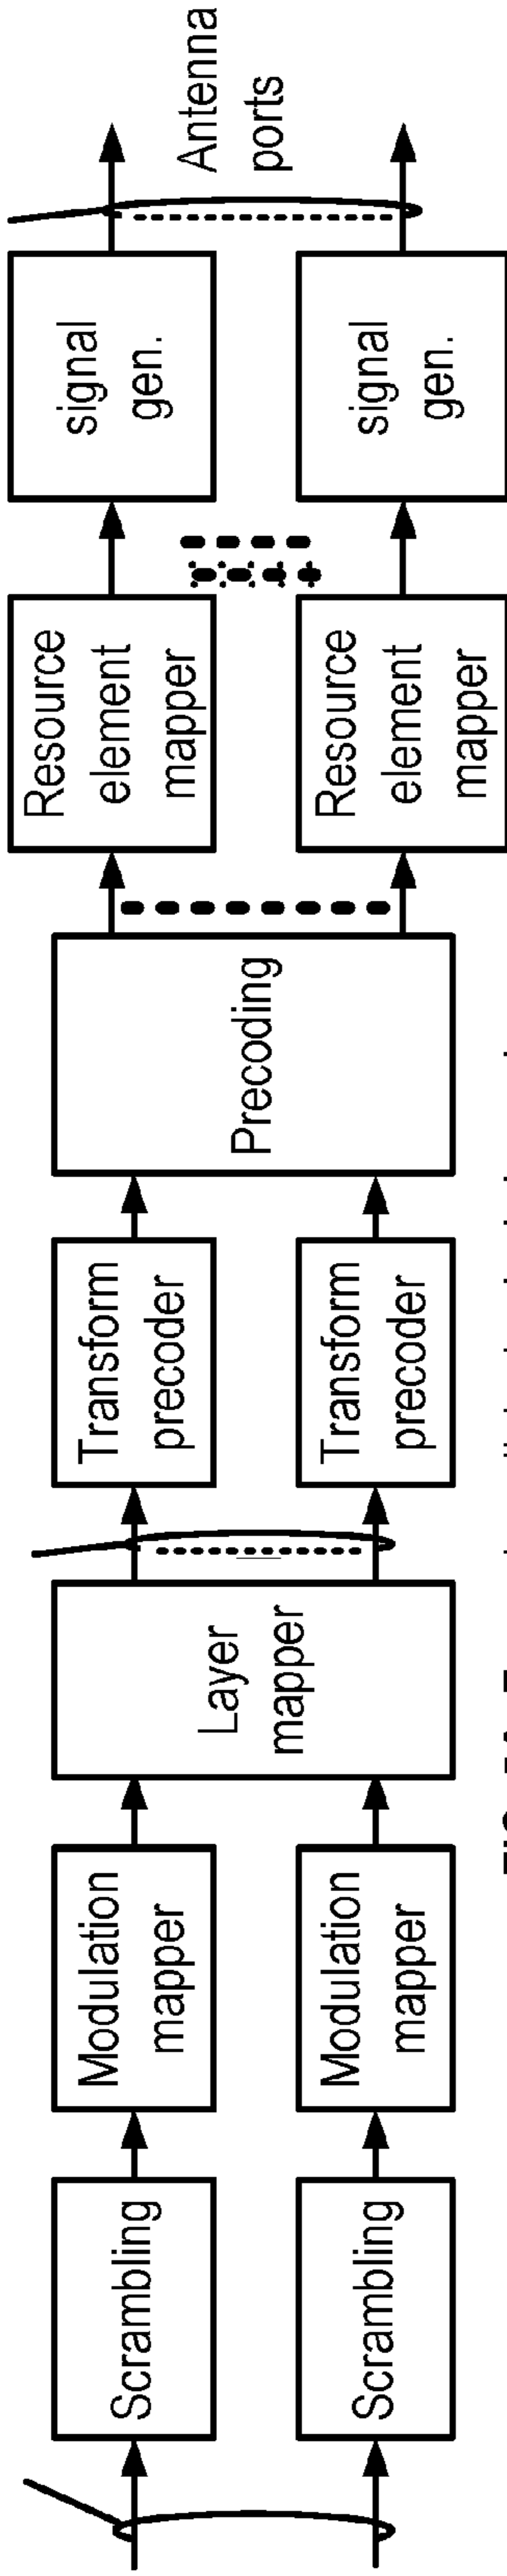 Scrambling
Modulation
mapper
Layer
mapper
Transform
precoder
Precoding
Resource
element
mapper
signal
gen.
Antenna
ports
Scrambling
Modulation
mapper
Transform
precoder
Resource
element
mapper
signal
gen.